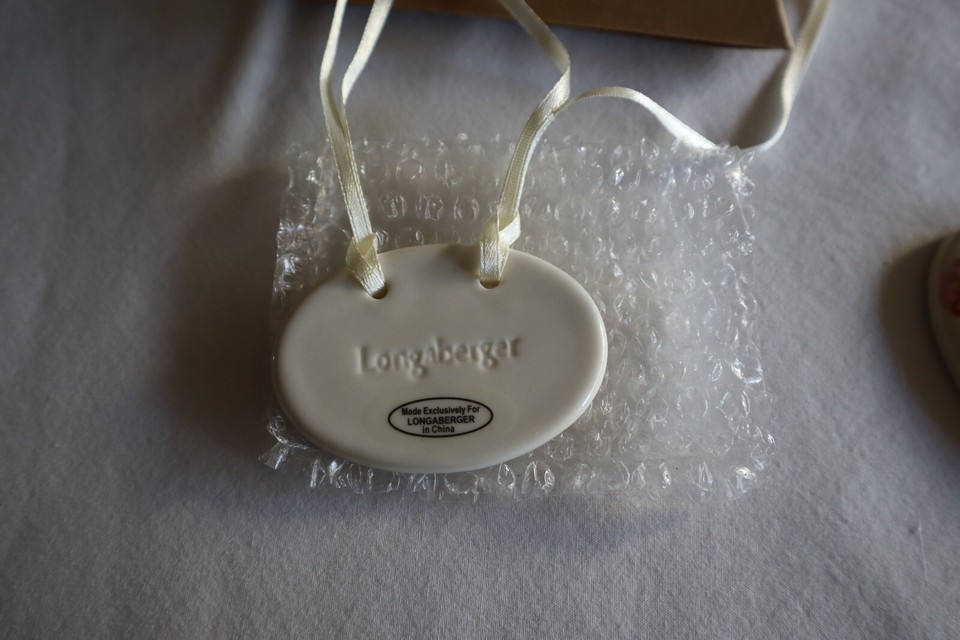 Longaberger
Made Exclusively For
LONGABERGER
in China